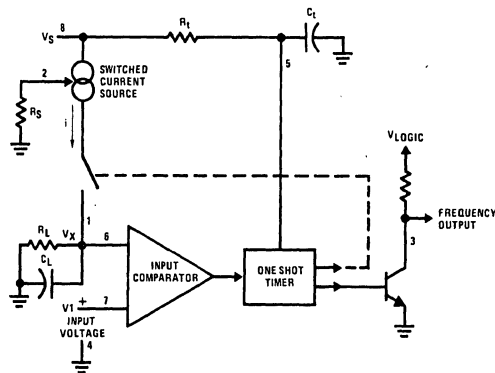 8
VS
Rt
Ct
5
2
SWITCHED
CURRENT
SOURCE
RS
i
VLOGIC
FREQUENCY
OUTPUT
3
1
RL
VX
6
CL
INPUT
COMPARATOR
ONE SHOT
TIMER
V1
+
7
INPUT
VOLTAGE
4